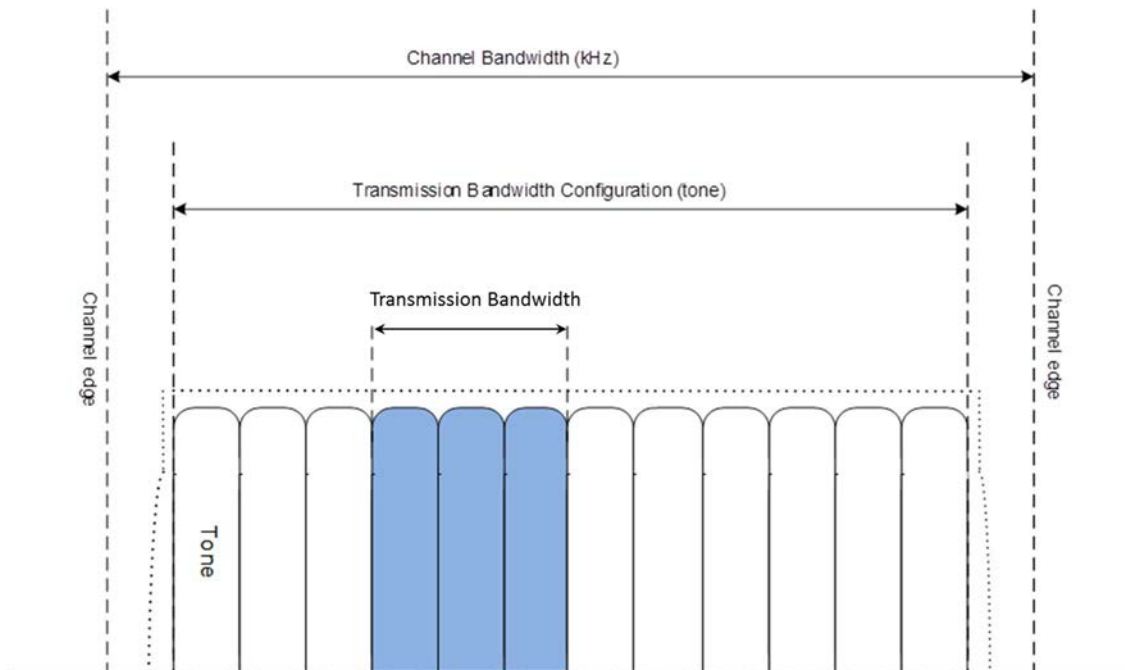 Channel Bandwidth (kHz)
Transmission Bandwidth Configuration (tone)
Transmission Bandwidth
Channel edge
Channel edge
Tone